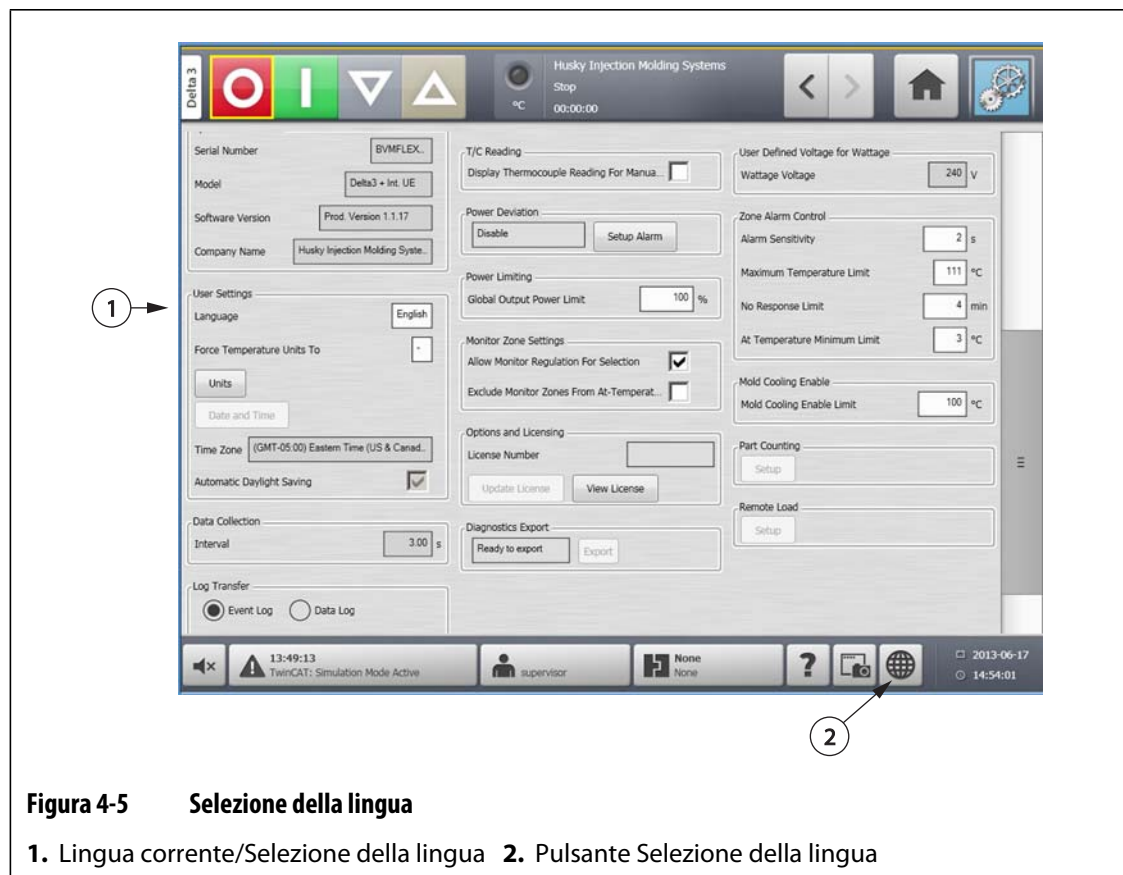 Delta 3
Husky Injection Molding Systems
Stop
°C
00:00:00
Serial Number
BVMFLEX..
Model
Delta3 + Int. UE
Software Version
Prod. Version 1.1.17
Company Name
Husky Injection Molding Syste..
User Settings
Language
English
Force Temperature Units To
-
Units
Date and Time
Time Zone
(GMT-05:00) Eastern Time (US & Canad..
Automatic Daylight Saving
Data Collection
Interval
3.00 s
Log Transfer
Event Log
Data Log
T/C Reading
Display Thermocouple Reading For Manua...
Power Deviation
Disable
Setup Alarm
Power Limiting
Global Output Power Limit
100 %
Monitor Zone Settings
Allow Monitor Regulation For Selection
Exclude Monitor Zones From At-Temperat...
Options and Licensing
License Number
Update License
View License
Diagnostics Export
Ready to export
Export
User Defined Voltage for Wattage
Wattage Voltage
240 V
Zone Alarm Control
Alarm Sensitivity
2 s
Maximum Temperature Limit
111 °C
No Response Limit
4 min
At Temperature Minimum Limit
3 °C
Mold Cooling Enable
Mold Cooling Enable Limit
100 °C
Part Counting
Setup
Remote Load
Setup
1
13:49:13
TwinCAT: Simulation Mode Active
supervisor
None
None
?
2013-06-17
14:54:01
2
Figura 4-5 Selezione della lingua
1. Lingua corrente/Selezione della lingua 2. Pulsante Selezione della lingua